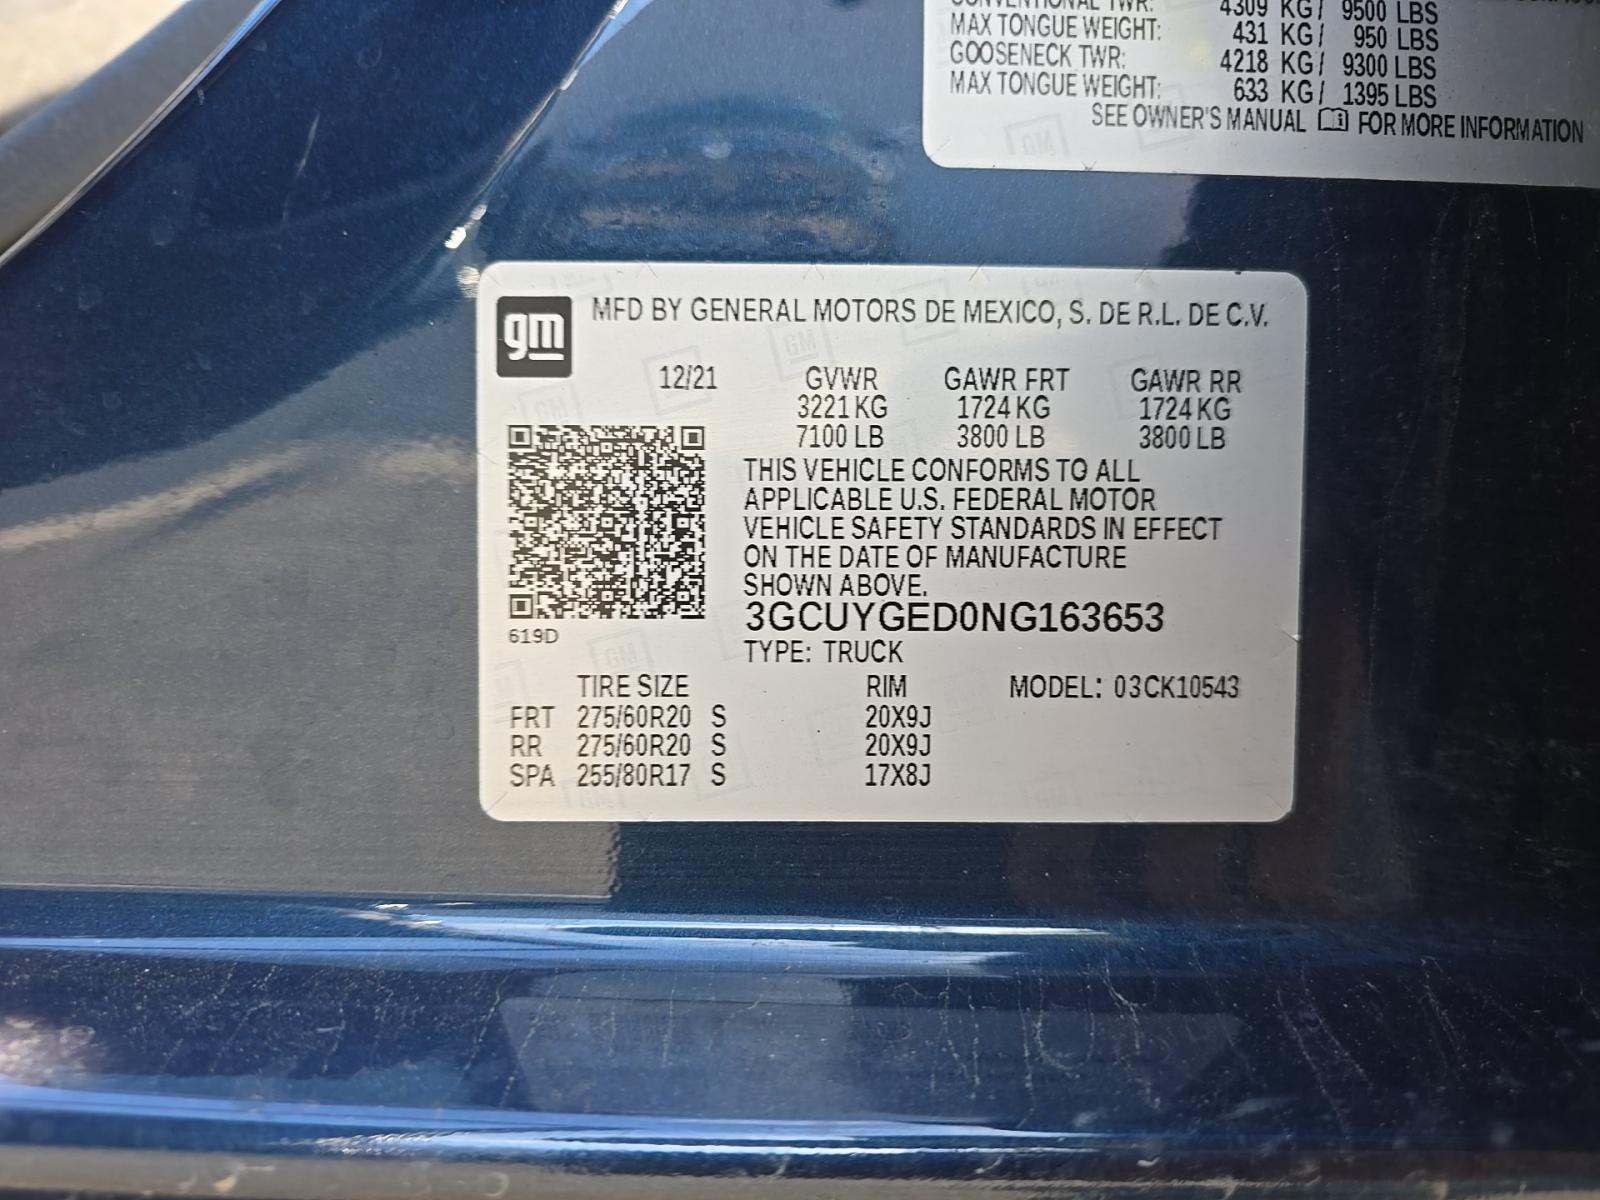 CONVENTIONAL TWR: 4309 KG/ 9500 LBS
MAX TONGUE WEIGHT: 431 KG/ 950 LBS
GOOSENECK TWR: 4218 KG/ 9300 LBS
MAX TONGUE WEIGHT: 633 KG/ 1395 LBS
SEE OWNER'S MANUAL FOR MORE INFORMATION
gm MFD BY GENERAL MOTORS DE MEXICO, S. DE R.L. DE C.V.
12/21 GVWR GAWR FRT GAWR RR
3221 KG 1724 KG 1724 KG
7100 LB 3800 LB 3800 LB
THIS VEHICLE CONFORMS TO ALL
APPLICABLE U.S. FEDERAL MOTOR
VEHICLE SAFETY STANDARDS IN EFFECT
ON THE DATE OF MANUFACTURE
SHOWN ABOVE.
3GCUYGED0NG163653
619D
TYPE: TRUCK
TIRE SIZE RIM MODEL: 03CK10543
FRT 275/60R20 S 20X9J
RR 275/60R20 S 20X9J
SPA 255/80R17 S 17X8J